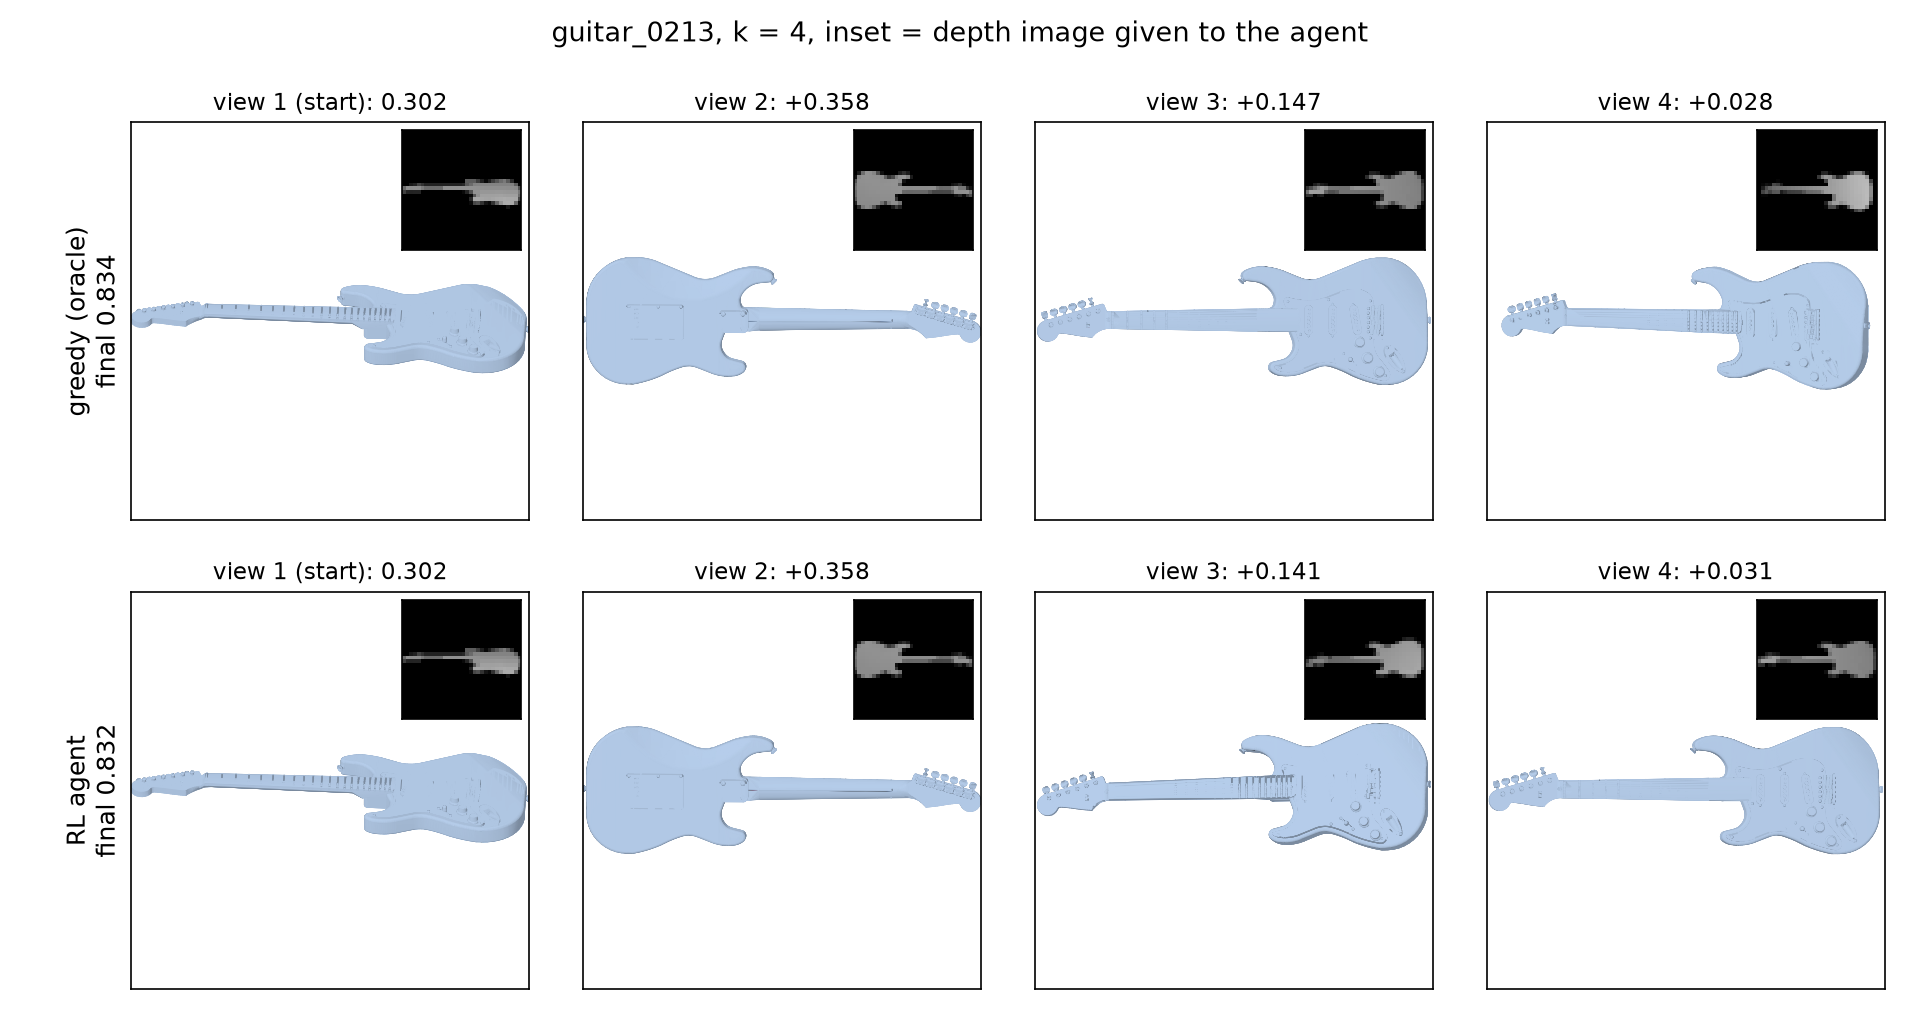 guitar_0213, k = 4, inset = depth image given to the agent
view 1 (start): 0.302
view 2: +0.358
view 3: +0.147
view 4: +0.028
greedy (oracle)
final 0.834
view 1 (start): 0.302
view 2: +0.358
view 3: +0.141
view 4: +0.031
RL agent
final 0.832